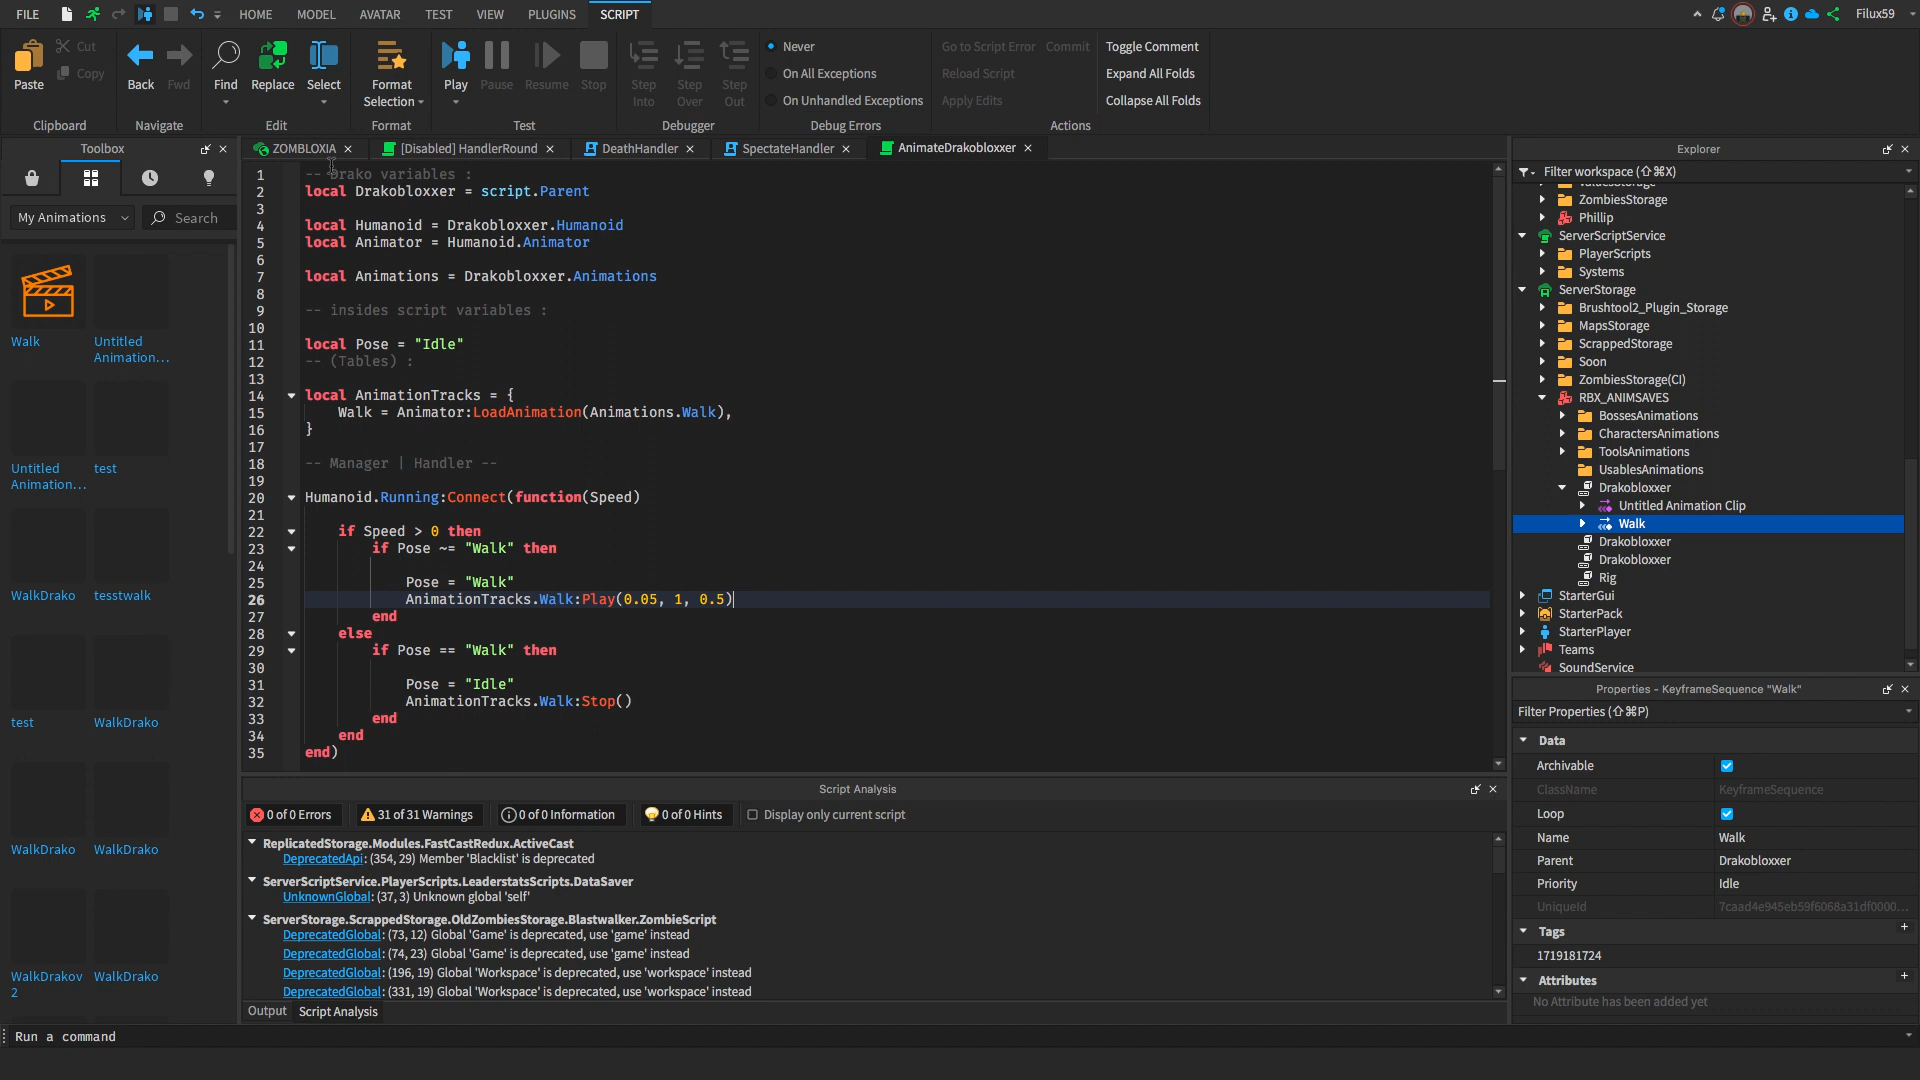 FILE
HOME
MODEL
AVATAR
TEST
VIEW
PLUGINS
SCRIPT
Filux59
Paste
Cut
Copy
Clipboard
Back
Fwd
Navigate
Find
Replace
Select
Edit
Format
Selection
Format
Play
Pause
Resume
Stop
Test
Step
Into
Step
Over
Step
Out
Debugger
Never
On All Exceptions
On Unhandled Exceptions
Debug Errors
Go to Script Error
Commit
Reload Script
Apply Edits
Toggle Comment
Expand All Folds
Collapse All Folds
Actions
Toolbox
My Animations
Search
Walk
Untitled
Animation...
Untitled
Animation...
test
WalkDrako
tesstwalk
test
WalkDrako
WalkDrako
WalkDrako
WalkDrakov
2
WalkDrako
ZOMBLOXIA
[Disabled] HandlerRound
DeathHandler
SpectateHandler
AnimateDrakobloxxer
1 -- Drako variables :
2 local Drakobloxxer = script.Parent
3
4 local Humanoid = Drakobloxxer.Humanoid
5 local Animator = Humanoid.Animator
6
7 local Animations = Drakobloxxer.Animations
8
9 -- insides script variables :
10
11 local Pose = "Idle"
12 -- (Tables) :
13
14 local AnimationTracks = {
15 Walk = Animator:LoadAnimation(Animations.Walk),
16 }
17
18 -- Manager | Handler --
19
20 Humanoid.Running:Connect(function(Speed)
21
22 if Speed > 0 then
23 if Pose ~= "Walk" then
24
25 Pose = "Walk"
26 AnimationTracks.Walk:Play(0.05, 1, 0.5)
27 end
28 else
29 if Pose == "Walk" then
30
31 Pose = "Idle"
32 AnimationTracks.Walk:Stop()
33 end
34 end
35 end)
Script Analysis
0 of 0 Errors
31 of 31 Warnings
0 of 0 Information
0 of 0 Hints
Display only current script
ReplicatedStorage.Modules.FastCastRedux.ActiveCast
DeprecatedApi: (354, 29) Member 'Blacklist' is deprecated
ServerScriptService.PlayerScripts.LeaderstatsScripts.DataSaver
UnknownGlobal: (37, 3) Unknown global 'self'
ServerStorage.ScrappedStorage.OldZombiesStorage.Blastwalker.ZombieScript
DeprecatedGlobal: (73, 12) Global 'Game' is deprecated, use 'game' instead
DeprecatedGlobal: (74, 23) Global 'Game' is deprecated, use 'game' instead
DeprecatedGlobal: (196, 19) Global 'Workspace' is deprecated, use 'workspace' instead
DeprecatedGlobal: (331, 19) Global 'Workspace' is deprecated, use 'workspace' instead
Output
Script Analysis
Run a command
Explorer
Filter workspace (⇧⌘X)
ValuesStorage
ZombiesStorage
Phillip
ServerScriptService
PlayerScripts
Systems
ServerStorage
Brushtool2_Plugin_Storage
MapsStorage
ScrappedStorage
Soon
ZombiesStorage(CI)
RBX_ANIMSAVES
BossesAnimations
CharactersAnimations
ToolsAnimations
UsablesAnimations
Drakobloxxer
Untitled Animation Clip
Walk
Drakobloxxer
Drakobloxxer
Rig
StarterGui
StarterPack
StarterPlayer
Teams
SoundService
Properties - KeyframeSequence "Walk"
Filter Properties (⇧⌘P)
Data
Archivable
ClassName KeyframeSequence
Loop
Name Walk
Parent Drakobloxxer
Priority Idle
UniqueId 7caad4e945eb59f6068a31df0000...
Tags
1719181724
Attributes
No Attribute has been added yet